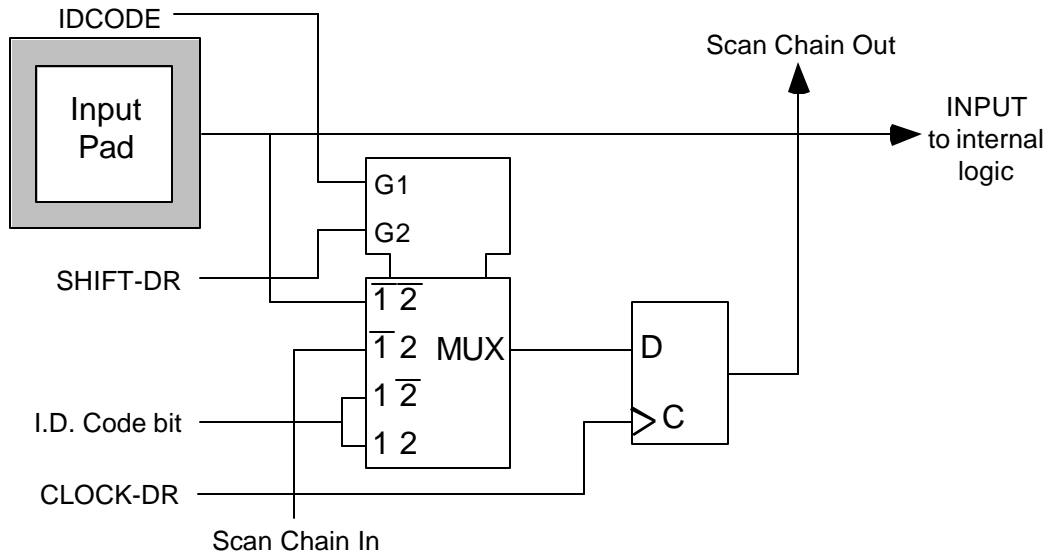 IDCODE
Input
Pad
Scan Chain Out
INPUT
to internal
logic
G1
G2
SHIFT-DR
1̅ 2̅
1̅ 2
MUX
1 2̅
1 2
I.D. Code bit
D
C
CLOCK-DR
Scan Chain In